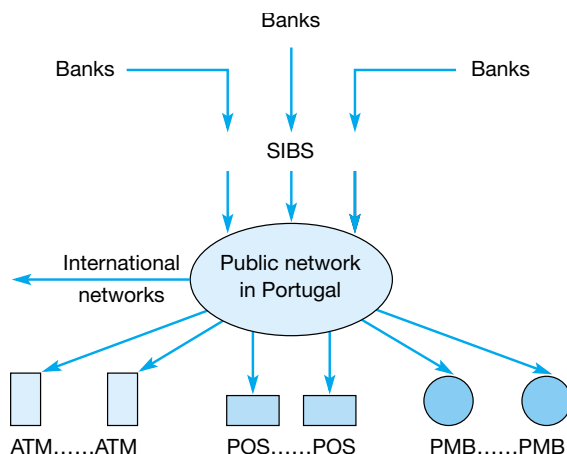 Banks
Banks
Banks
SIBS
International
networks
Public network
in Portugal
ATM......ATM
POS......POS
PMB......PMB